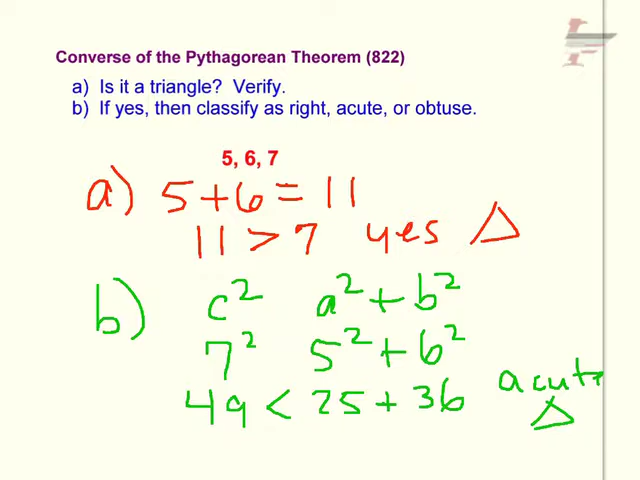 Converse of the Pythagorean Theorem (822)
a) Is it a triangle? Verify.
b) If yes, then classify as right, acute, or obtuse.
5, 6, 7
a) 5 + 6 = 11
11 > 7 yes △
b) c² a² + b²
7² 5² + 6²
49 < 25 + 36 acute △